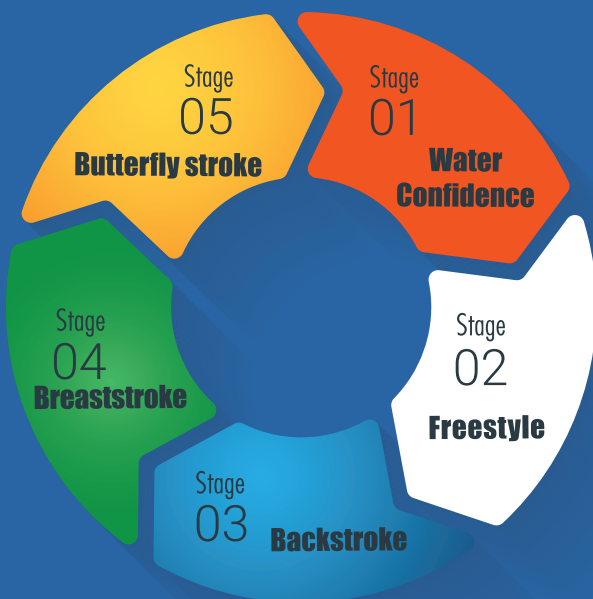 Stage
01
Water
Confidence
Stage
02
Freestyle
Stage
03
Backstroke
Stage
04
Breaststroke
Stage
05
Butterfly stroke